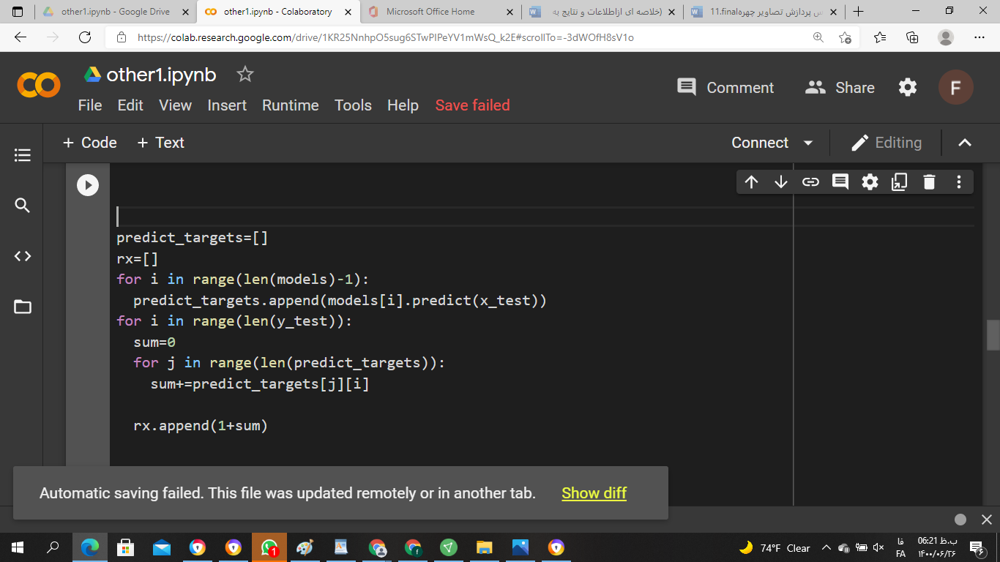 other1.ipynb - Google Drive
other1.ipynb - Colaboratory
Microsoft Office Home
(خلاصه ای ازاطلاعات و نتایج به
11.finalس پردازش تصاویر چهره
https://colab.research.google.com/drive/1KR25NnhpO5sug6STwPIPeYV1mWsQ_k2E#scrollTo=-3dWOfH8sV1o
CO
other1.ipynb
Comment
Share
F
File Edit View Insert Runtime Tools Help Save failed
+ Code + Text
Connect
Editing
predict_targets=[]
rx=[]
for i in range(len(models)-1):
predict_targets.append(models[i].predict(x_test))
for i in range(len(y_test)):
sum=0
for j in range(len(predict_targets)):
sum+=predict_targets[j][i]
rx.append(1+sum)
Automatic saving failed. This file was updated remotely or in another tab. Show diff
1
74°F Clear
فا
FA
06:21 ب.ظ
۱۴۰۰/۰۶/۲۶